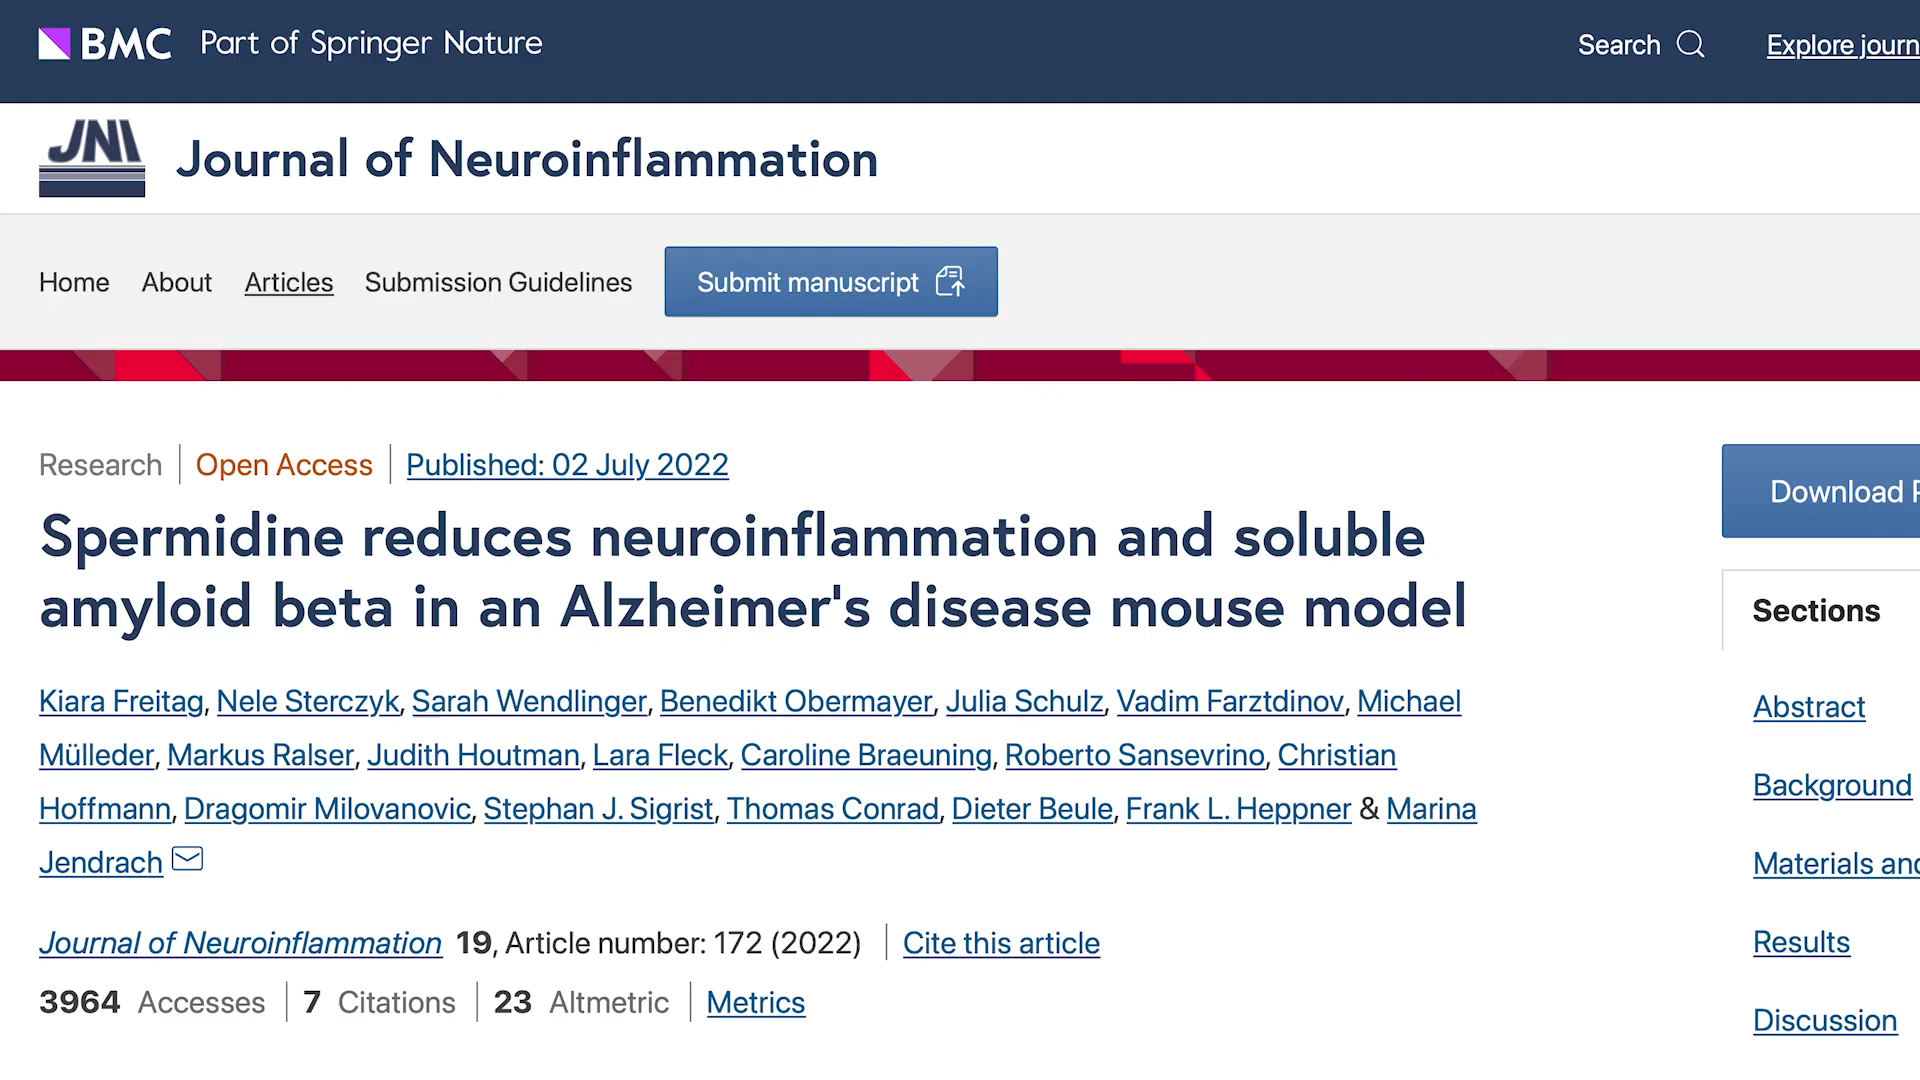 BMC Part of Springer Nature
Search
Explore journ
JNI
Journal of Neuroinflammation
Home About Articles Submission Guidelines Submit manuscript
Research Open Access Published: 02 July 2022
Download P
Spermidine reduces neuroinflammation and soluble
amyloid beta in an Alzheimer's disease mouse model
Kiara Freitag, Nele Sterczyk, Sarah Wendlinger, Benedikt Obermayer, Julia Schulz, Vadim Farztdinov, Michael
Mülleder, Markus Ralser, Judith Houtman, Lara Fleck, Caroline Braeuning, Roberto Sansevrino, Christian
Hoffmann, Dragomir Milovanovic, Stephan J. Sigrist, Thomas Conrad, Dieter Beule, Frank L. Heppner & Marina
Jendrach
Journal of Neuroinflammation 19, Article number: 172 (2022) Cite this article
3964 Accesses 7 Citations 23 Altmetric Metrics
Sections
Abstract
Background
Materials and
Results
Discussion